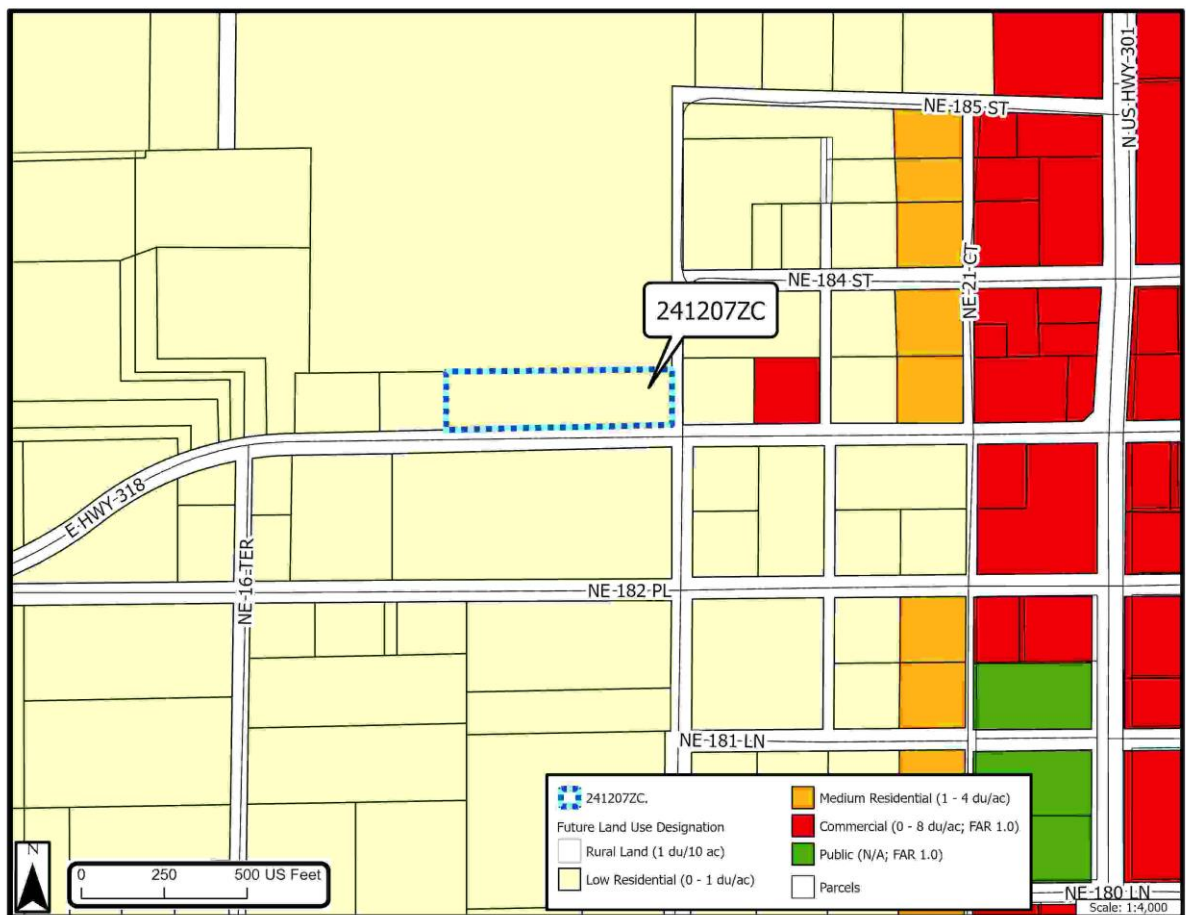 N US HWY-301
NE-185 ST
NE-184 ST
NE-21-CT
241207ZC
E HWY-318
NE-16-TER
NE-182-PL
NE-181-LN
241207ZC.
Future Land Use Designation
Rural Land (1 du/10 ac)
Low Residential (0 - 1 du/ac)
Medium Residential (1 - 4 du/ac)
Commercial (0 - 8 du/ac; FAR 1.0)
Public (N/A; FAR 1.0)
Parcels
N
0 250 500 US Feet
NE-180 LN
Scale: 1:4,000